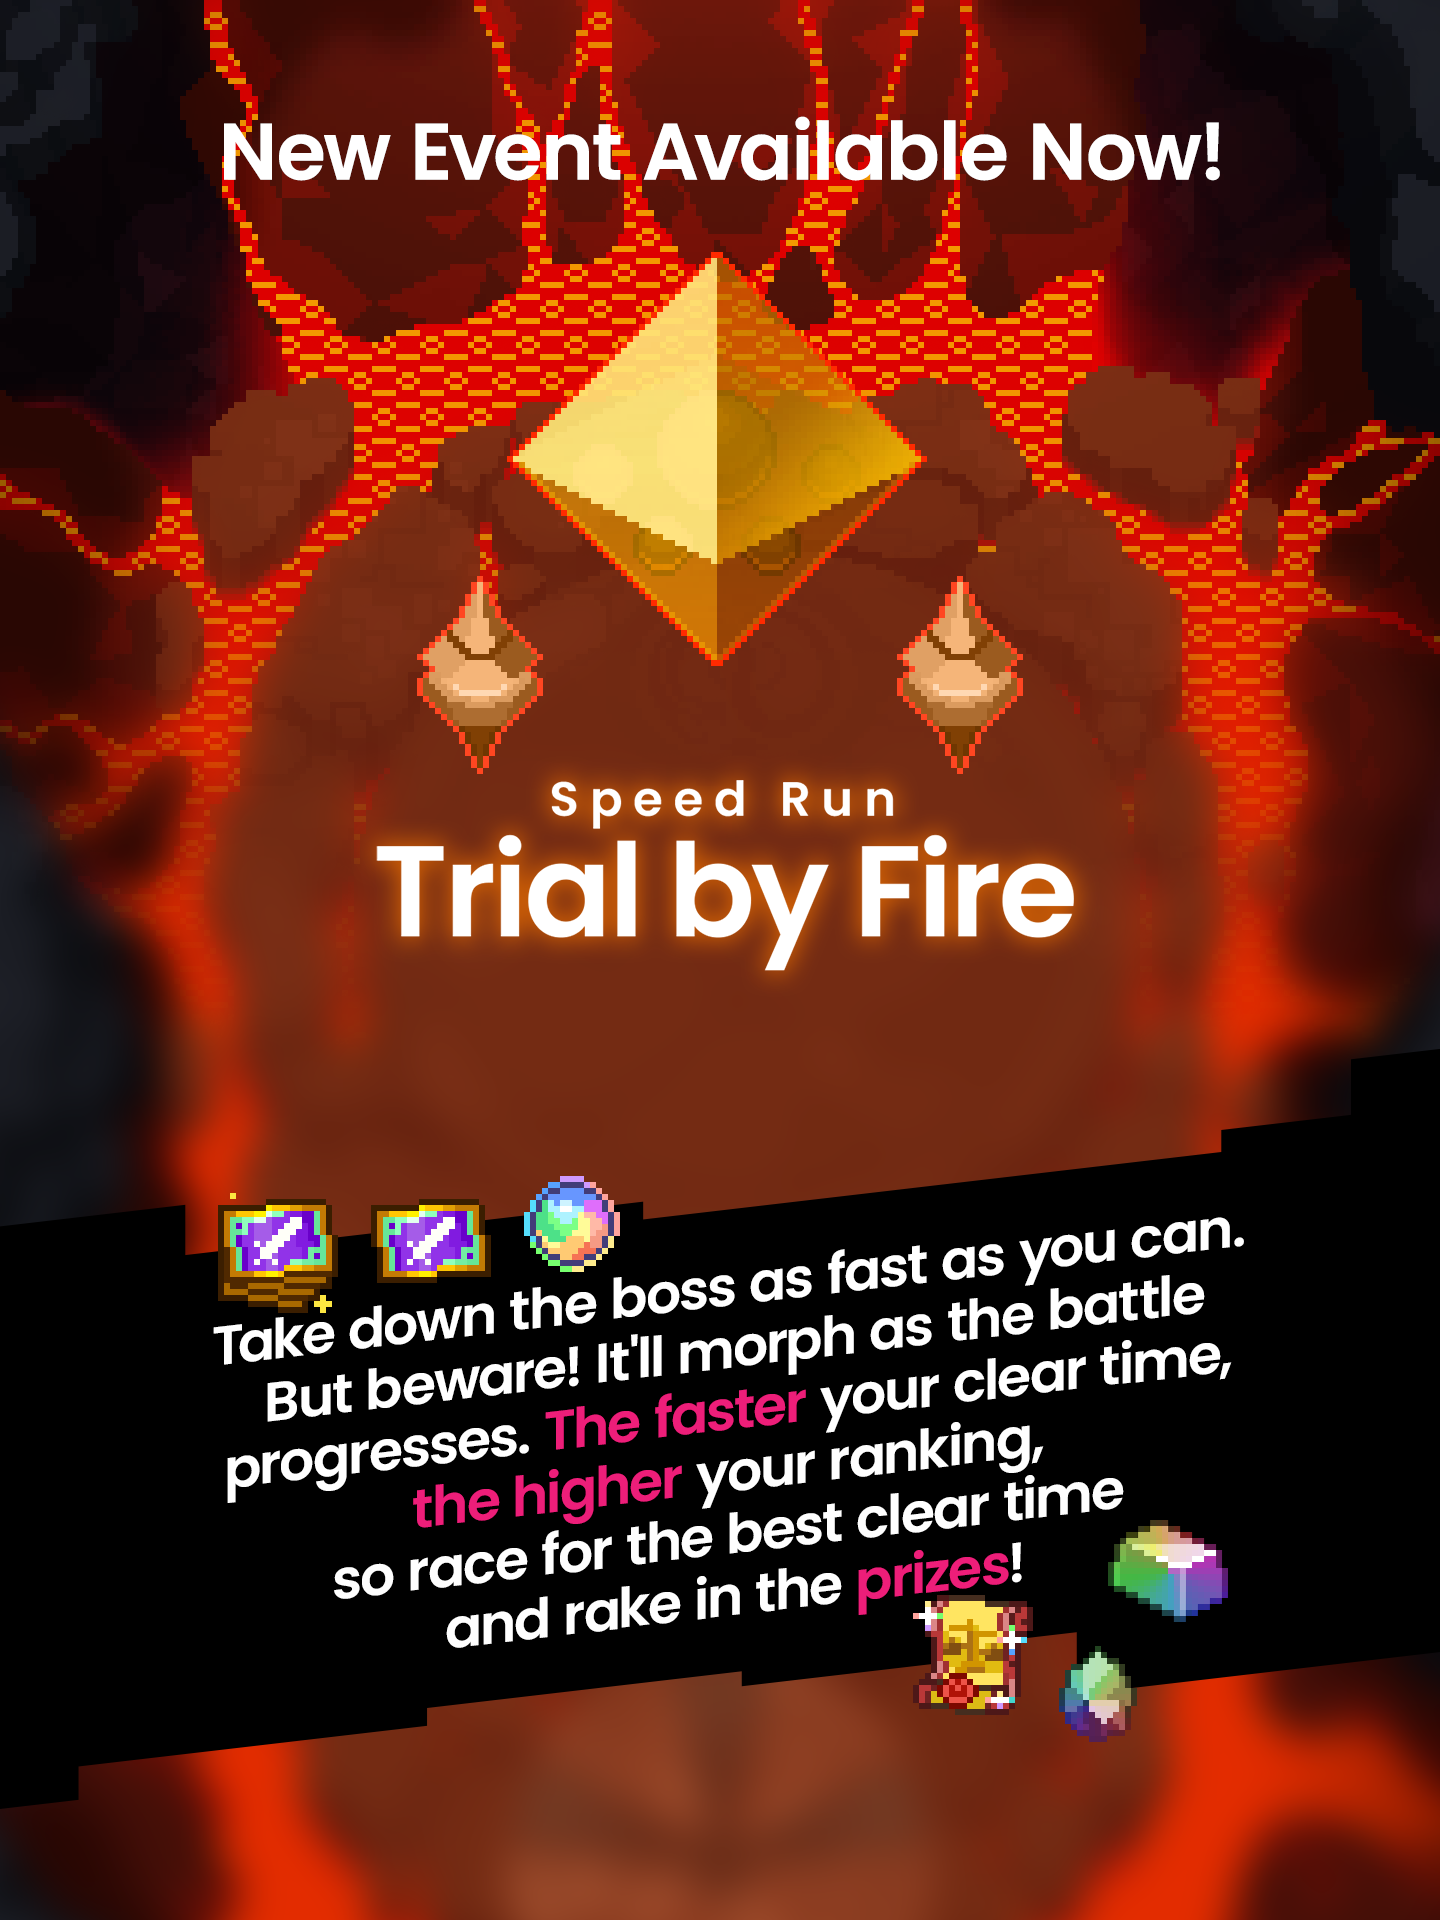 New Event Available Now!
Speed Run
Trial by Fire
Take down the boss as fast as you can.
But beware! It'll morph as the battle
progresses. The faster your clear time,
the higher your ranking,
so race for the best clear time
and rake in the prizes!